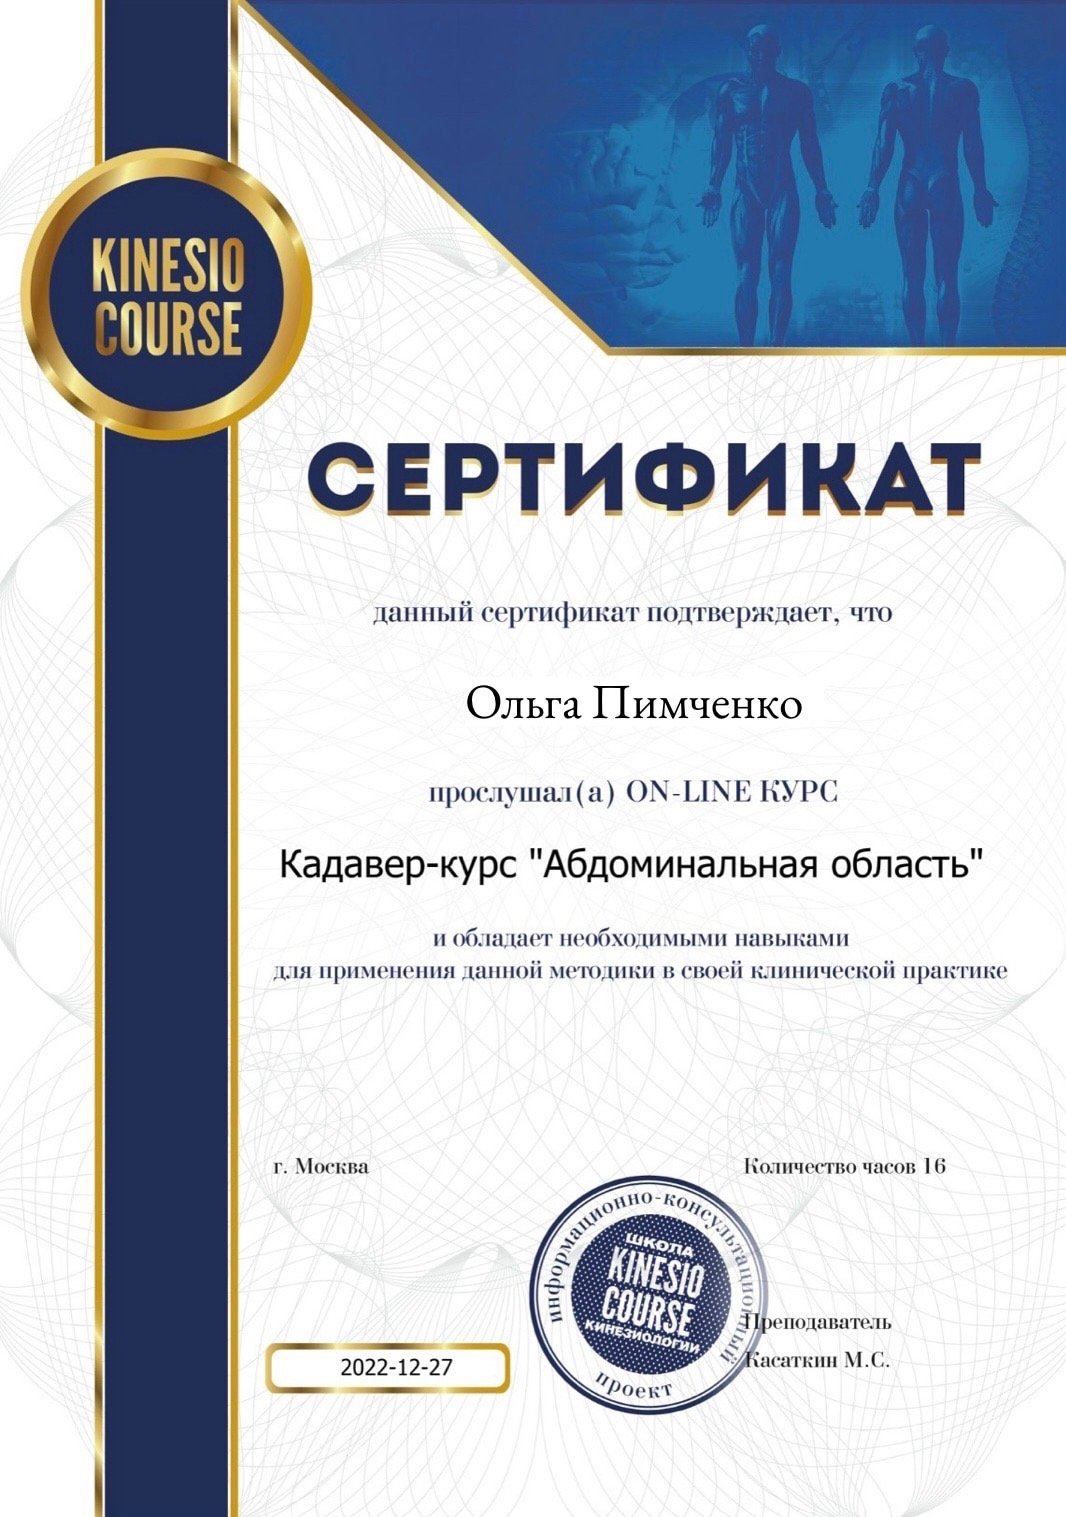 KINESIO
COURSE
СЕРТИФИКАТ
данный сертификат подтверждает, что
Ольга Пимченко
прослушал(а) ON-LINE КУРС
Кадавер-курс "Абдоминальная область"
и обладает необходимыми навыками
для применения данной методики в своей клинической практике
г. Москва
Количество часов 16
информационно-консультационный
ШКОЛА
KINESIO
COURSE
КИНЕЗИОЛОГИИ
проект
Преподаватель
Касаткин М.С.
2022-12-27